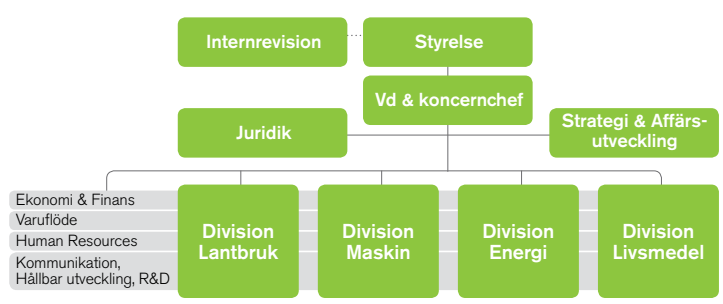 Internrevision
Styrelse
Vd & koncernchef
Juridik
Strategi & Affärs-
utveckling
Ekonomi & Finans
Varuflöde
Human Resources
Kommunikation,
Hållbar utveckling, R&D
Division
Lantbruk
Division
Maskin
Division
Energi
Division
Livsmedel